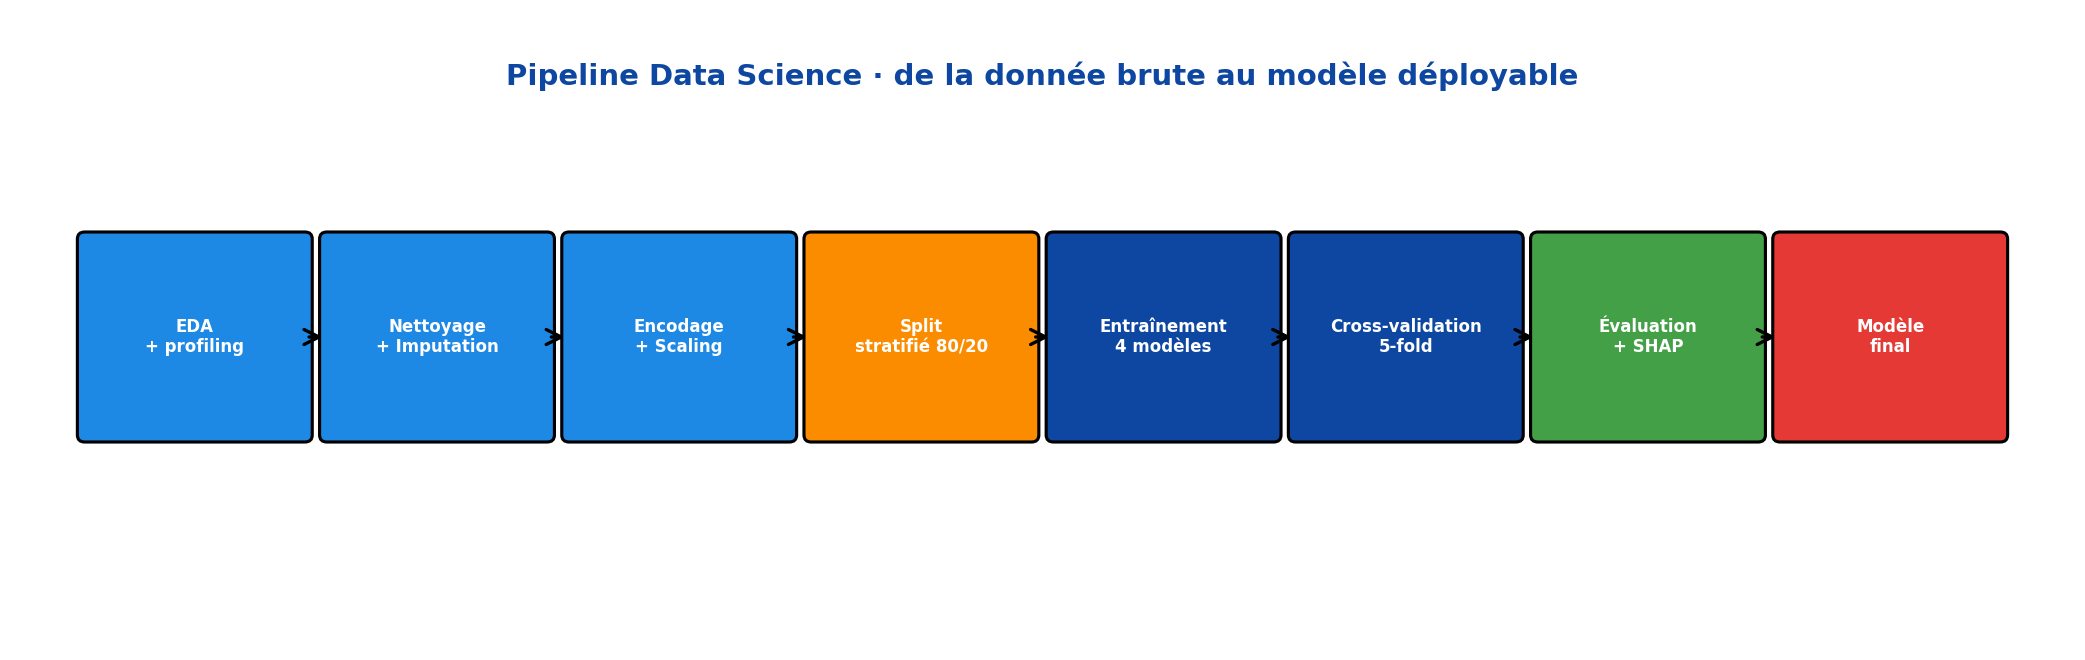 Pipeline Data Science · de la donnée brute au modèle déployable
EDA
+ profiling
Nettoyage
+ Imputation
Encodage
+ Scaling
Split
stratifié 80/20
Entraînement
4 modèles
Cross-validation
5-fold
Évaluation
+ SHAP
Modèle
final